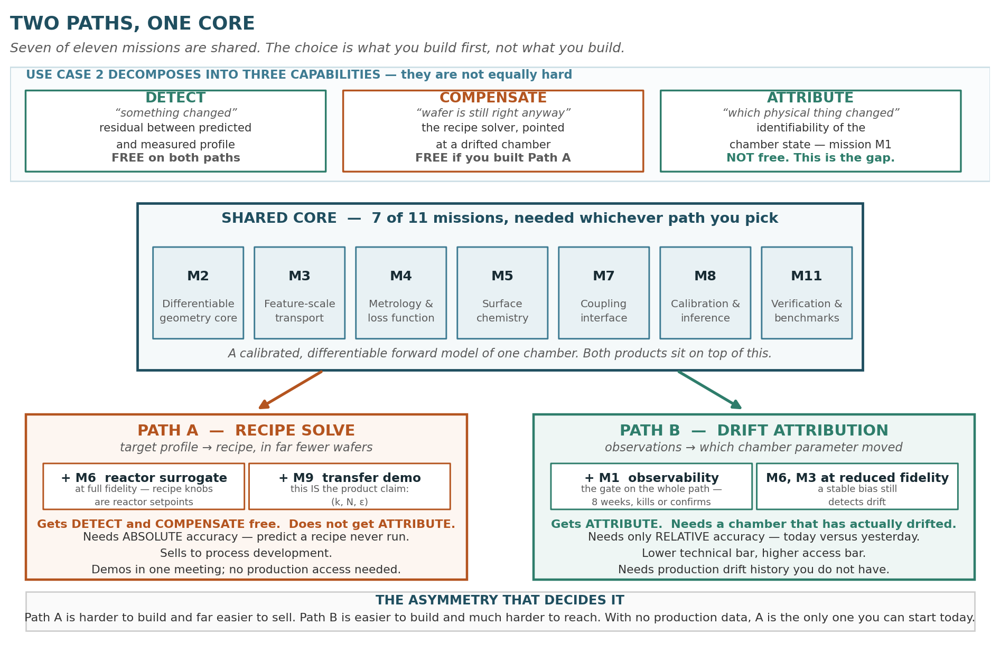 TWO PATHS, ONE CORE
Seven of eleven missions are shared. The choice is what you build first, not what you build.
USE CASE 2 DECOMPOSES INTO THREE CAPABILITIES — they are not equally hard
DETECT
“something changed”
residual between predicted
and measured profile
FREE on both paths
COMPENSATE
“wafer is still right anyway”
the recipe solver, pointed
at a drifted chamber
FREE if you built Path A
ATTRIBUTE
“which physical thing changed”
identifiability of the
chamber state — mission M1
NOT free. This is the gap.
SHARED CORE — 7 of 11 missions, needed whichever path you pick
M2
Differentiable
geometry core
M3
Feature-scale
transport
M4
Metrology &
loss function
M5
Surface
chemistry
M7
Coupling
interface
M8
Calibration &
inference
M11
Verification &
benchmarks
A calibrated, differentiable forward model of one chamber. Both products sit on top of this.
PATH A — RECIPE SOLVE
target profile → recipe, in far fewer wafers
+ M6 reactor surrogate
at full fidelity — recipe knobs
are reactor setpoints
+ M9 transfer demo
this IS the product claim:
(k, N, ε)
Gets DETECT and COMPENSATE free. Does not get ATTRIBUTE.
Needs ABSOLUTE accuracy — predict a recipe never run.
Sells to process development.
Demos in one meeting; no production access needed.
PATH B — DRIFT ATTRIBUTION
observations → which chamber parameter moved
+ M1 observability
the gate on the whole path —
8 weeks, kills or confirms
M6, M3 at reduced fidelity
a stable bias still
detects drift
Gets ATTRIBUTE. Needs a chamber that has actually drifted.
Needs only RELATIVE accuracy — today versus yesterday.
Lower technical bar, higher access bar.
Needs production drift history you do not have.
THE ASYMMETRY THAT DECIDES IT
Path A is harder to build and far easier to sell. Path B is easier to build and much harder to reach. With no production data, A is the only one you can start today.